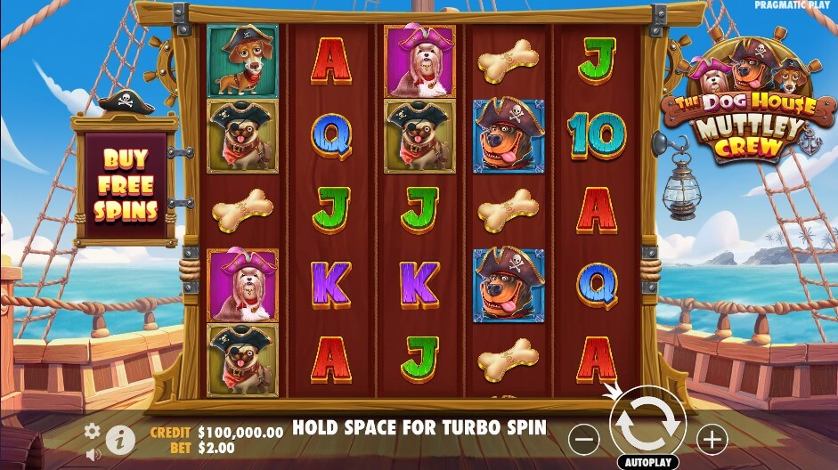 PRAGMATIC PLAY
A
J
THE DOG HOUSE
MUTTLEY
CREW
BUY
FREE
SPINS
Q
10
J
J
A
K
K
Q
A
J
A
CREDIT $100,000.00
BET $2.00
HOLD SPACE FOR TURBO SPIN
AUTOPLAY